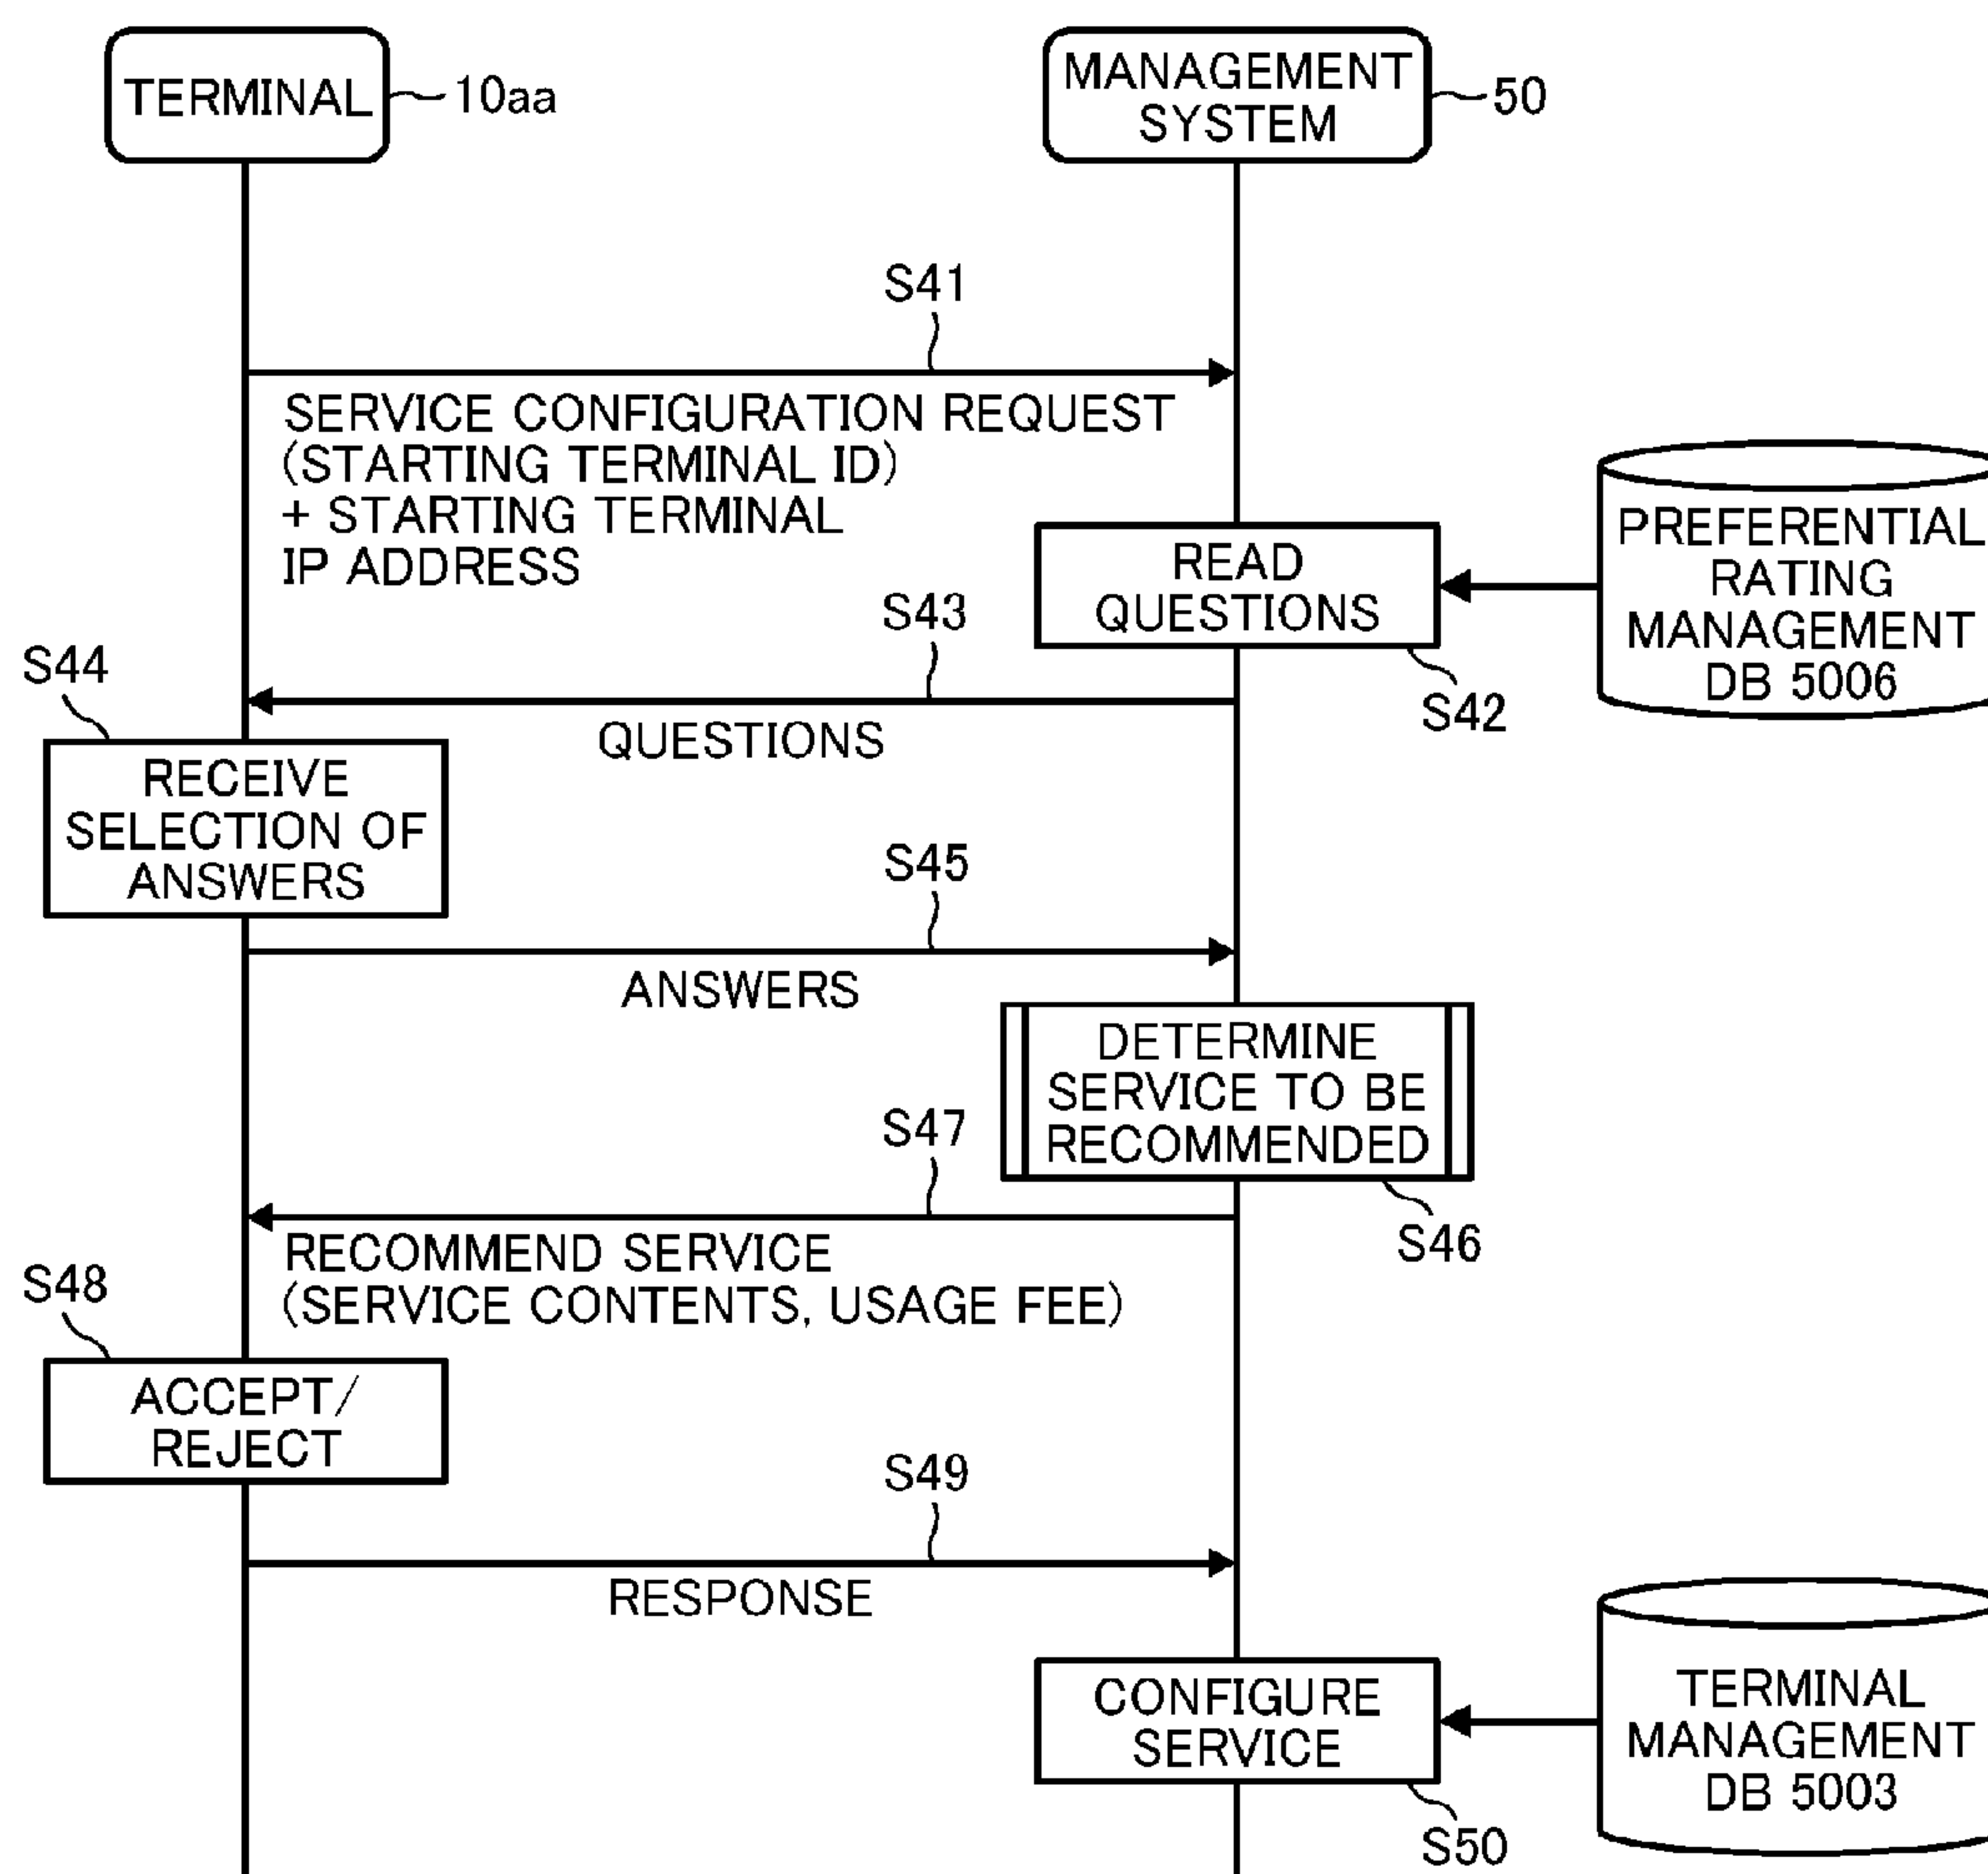 TERMINAL
10aa
MANAGEMENT
SYSTEM
50
S41
SERVICE CONFIGURATION REQUEST
(STARTING TERMINAL ID)
+ STARTING TERMINAL
IP ADDRESS
READ
QUESTIONS
S42
PREFERENTIAL
RATING
MANAGEMENT
DB 5006
S43
QUESTIONS
S44
RECEIVE
SELECTION OF
ANSWERS
S45
ANSWERS
DETERMINE
SERVICE TO BE
RECOMMENDED
S46
S47
RECOMMEND SERVICE
(SERVICE CONTENTS, USAGE FEE)
S48
ACCEPT/
REJECT
S49
RESPONSE
CONFIGURE
SERVICE
S50
TERMINAL
MANAGEMENT
DB 5003